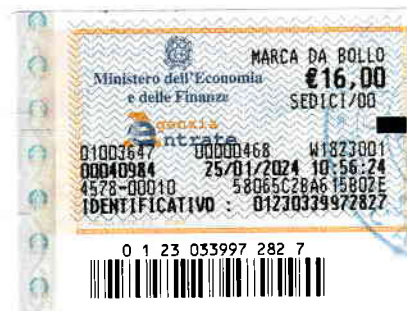 MARCA DA BOLLO
Ministero dell'Economia
e delle Finanze
€16,00
SEDICI/00
Agenzia
Entrate
01003647 00000468 W1823001
00040984 25/01/2024 10:56:24
4578-00010 58065C2BA615B02E
IDENTIFICATIVO : 01230339972827
0 1 23 033997 282 7